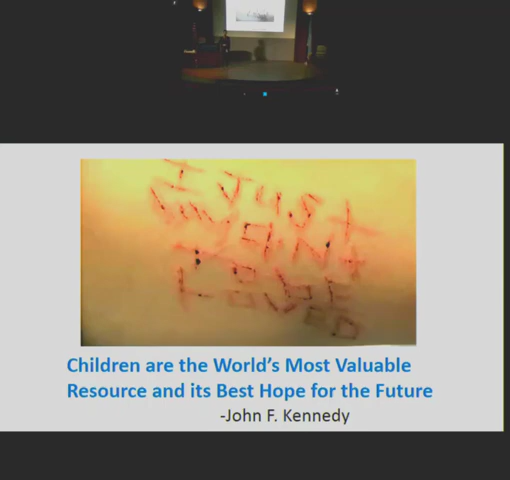 I JUST
WANT
TO BE
LOVED
Children are the World’s Most Valuable
Resource and its Best Hope for the Future
-John F. Kennedy